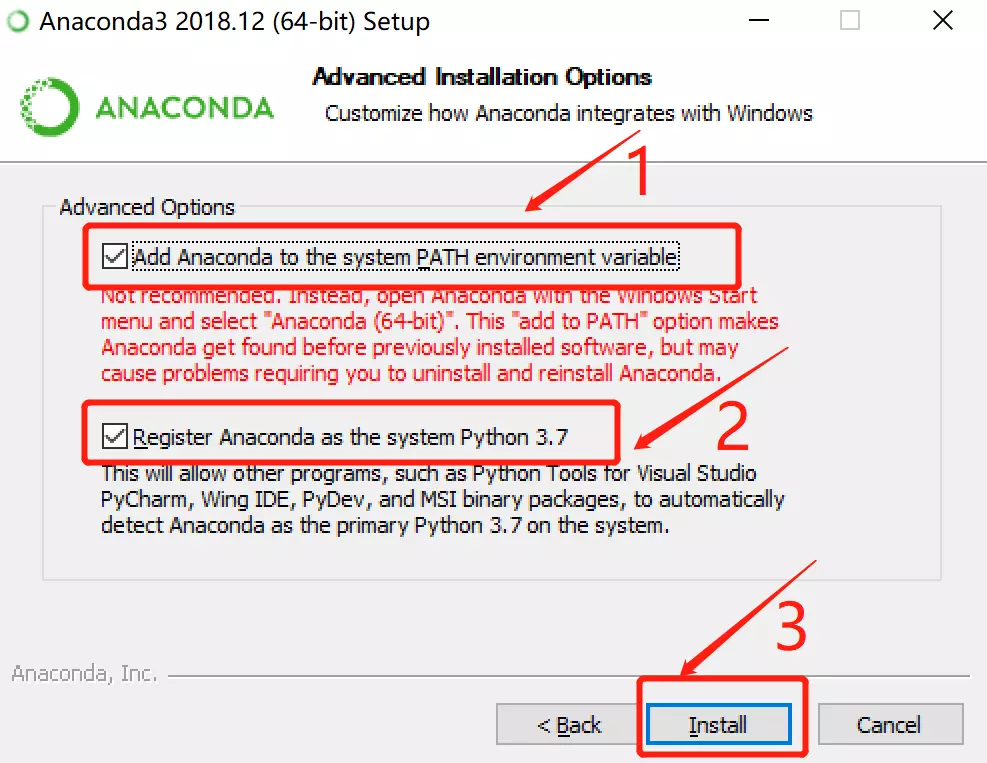 Anaconda3 2018.12 (64-bit) Setup
ANACONDA
Advanced Installation Options
Customize how Anaconda integrates with Windows
1
Advanced Options
Add Anaconda to the system PATH environment variable
Not recommended. Instead, open Anaconda with the Windows Start
menu and select "Anaconda (64-bit)". This "add to PATH" option makes
Anaconda get found before previously installed software, but may
cause problems requiring you to uninstall and reinstall Anaconda.
2
Register Anaconda as the system Python 3.7
This will allow other programs, such as Python Tools for Visual Studio
PyCharm, Wing IDE, PyDev, and MSI binary packages, to automatically
detect Anaconda as the primary Python 3.7 on the system.
3
Anaconda, Inc.
< Back
Install
Cancel